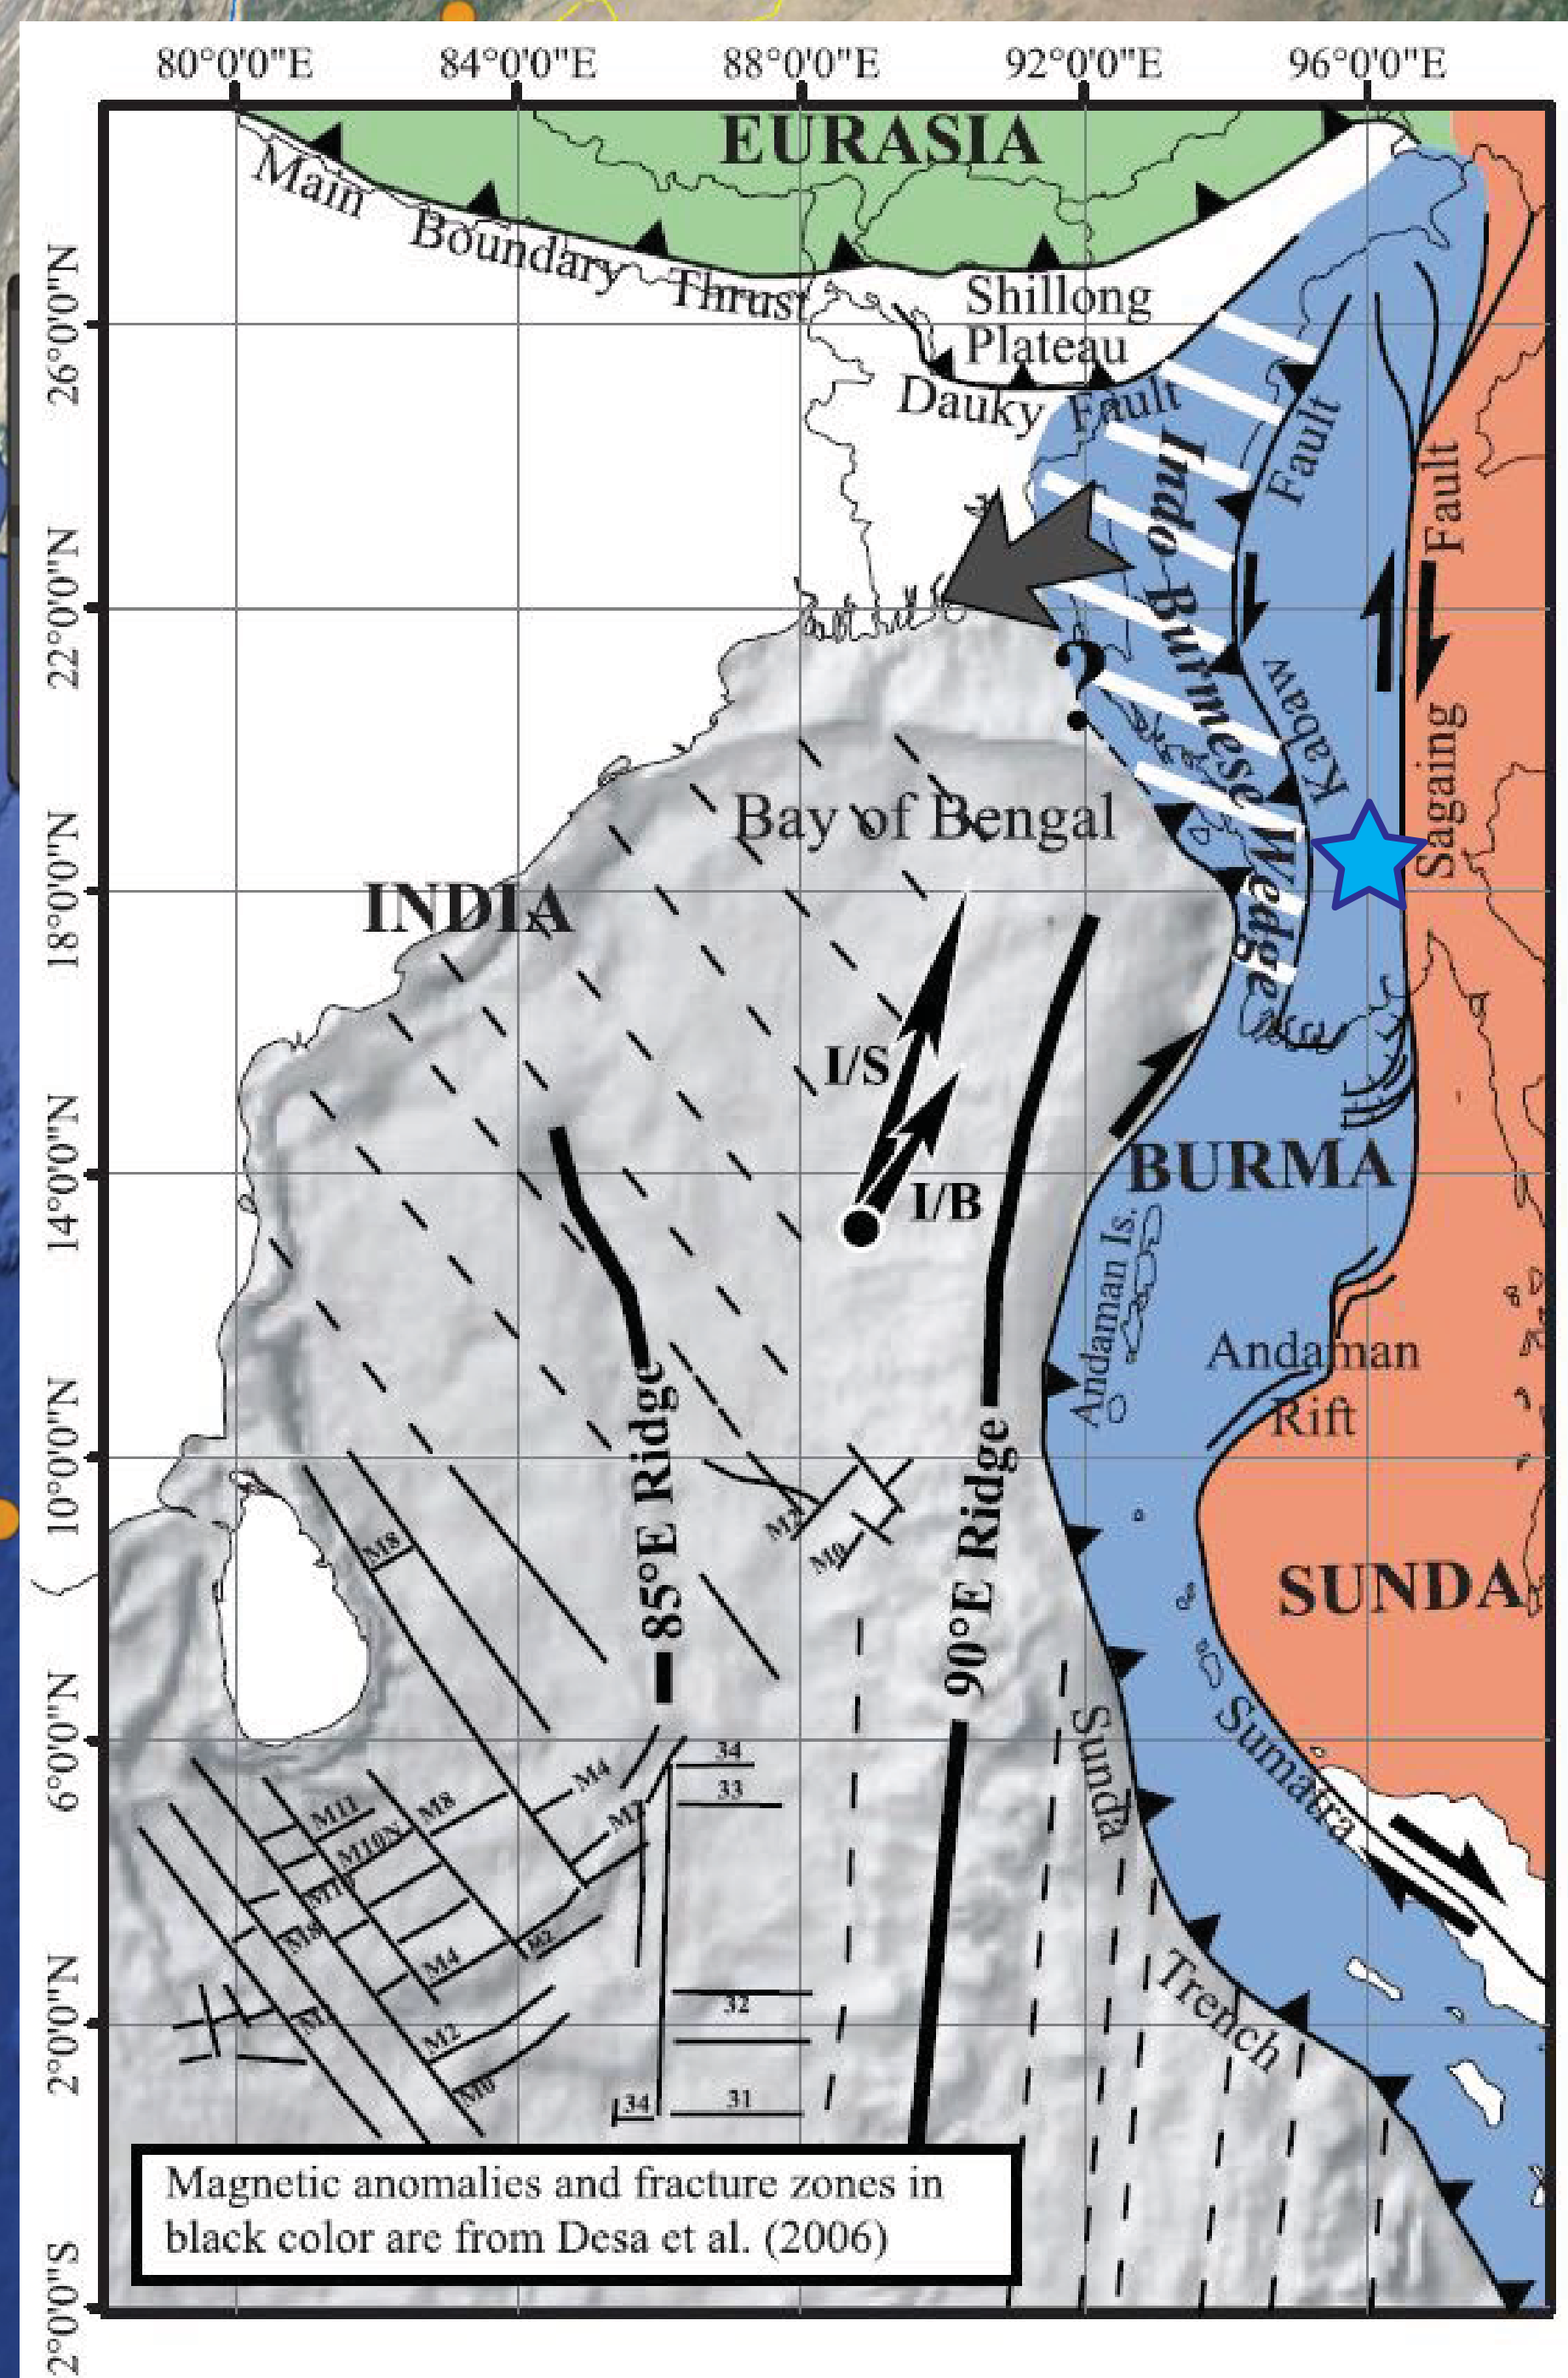 80°0'0"E 84°0'0"E 88°0'0"E 92°0'0"E 96°0'0"E
EURASIA
Main Boundary Thrust
26°0'0"N
Shillong
Plateau
Dauky Fault
Fault
Fault
Indo - Burmese Wedge
22°0'0"N
?
Kabaw
Sagaing
Bay of Bengal
18°0'0"N
INDIA
I/S
14°0'0"N
BURMA
I/B
Andaman Is.
Andaman
Rift
10°0'0"N
85°E Ridge
90°E Ridge
M8
M0
SUNDA
6°0'0"N
Sunda
Trench
Sumatra
34
33
M4
M11
M8
M10N
M8
M4
M2
32
2°0'0"N
M2
M0
34
31
Magnetic anomalies and fracture zones in
black color are from Desa et al. (2006)
2°0'0"S